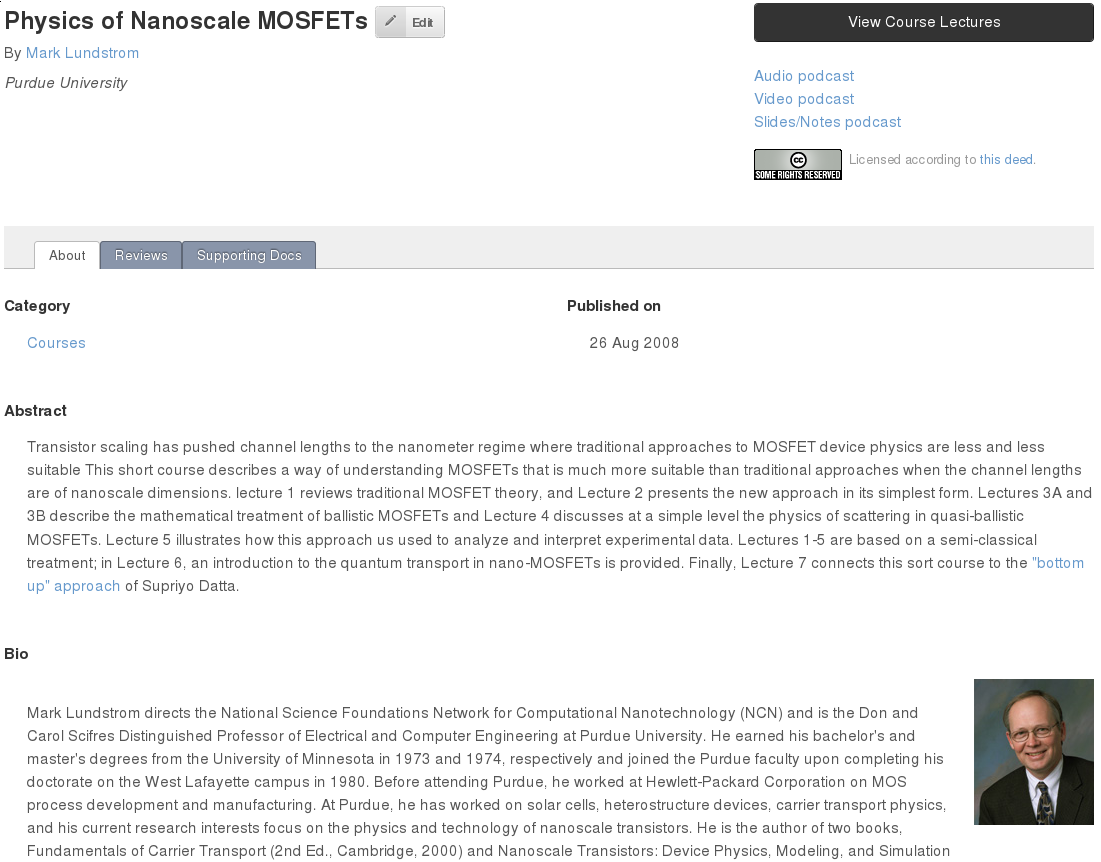 Physics of Nanoscale MOSFETs
Edit
By Mark Lundstrom
Purdue University
View Course Lectures
Audio podcast
Video podcast
Slides/Notes podcast
cc
SOME RIGHTS RESERVED
Licensed according to this deed.
About
Reviews
Supporting Docs
Category
Courses
Published on
26 Aug 2008
Abstract
Transistor scaling has pushed channel lengths to the nanometer regime where traditional approaches to MOSFET device physics are less and less
suitable This short course describes a way of understanding MOSFETs that is much more suitable than traditional approaches when the channel lengths
are of nanoscale dimensions. lecture 1 reviews traditional MOSFET theory, and Lecture 2 presents the new approach in its simplest form. Lectures 3A and
3B describe the mathematical treatment of ballistic MOSFETs and Lecture 4 discusses at a simple level the physics of scattering in quasi-ballistic
MOSFETs. Lecture 5 illustrates how this approach us used to analyze and interpret experimental data. Lectures 1-5 are based on a semi-classical
treatment; in Lecture 6, an introduction to the quantum transport in nano-MOSFETs is provided. Finally, Lecture 7 connects this sort course to the "bottom
up" approach of Supriyo Datta.
Bio
Mark Lundstrom directs the National Science Foundations Network for Computational Nanotechnology (NCN) and is the Don and
Carol Scifres Distinguished Professor of Electrical and Computer Engineering at Purdue University. He earned his bachelor's and
master's degrees from the University of Minnesota in 1973 and 1974, respectively and joined the Purdue faculty upon completing his
doctorate on the West Lafayette campus in 1980. Before attending Purdue, he worked at Hewlett-Packard Corporation on MOS
process development and manufacturing. At Purdue, he has worked on solar cells, heterostructure devices, carrier transport physics,
and his current research interests focus on the physics and technology of nanoscale transistors. He is the author of two books,
Fundamentals of Carrier Transport (2nd Ed., Cambridge, 2000) and Nanoscale Transistors: Device Physics, Modeling, and Simulation